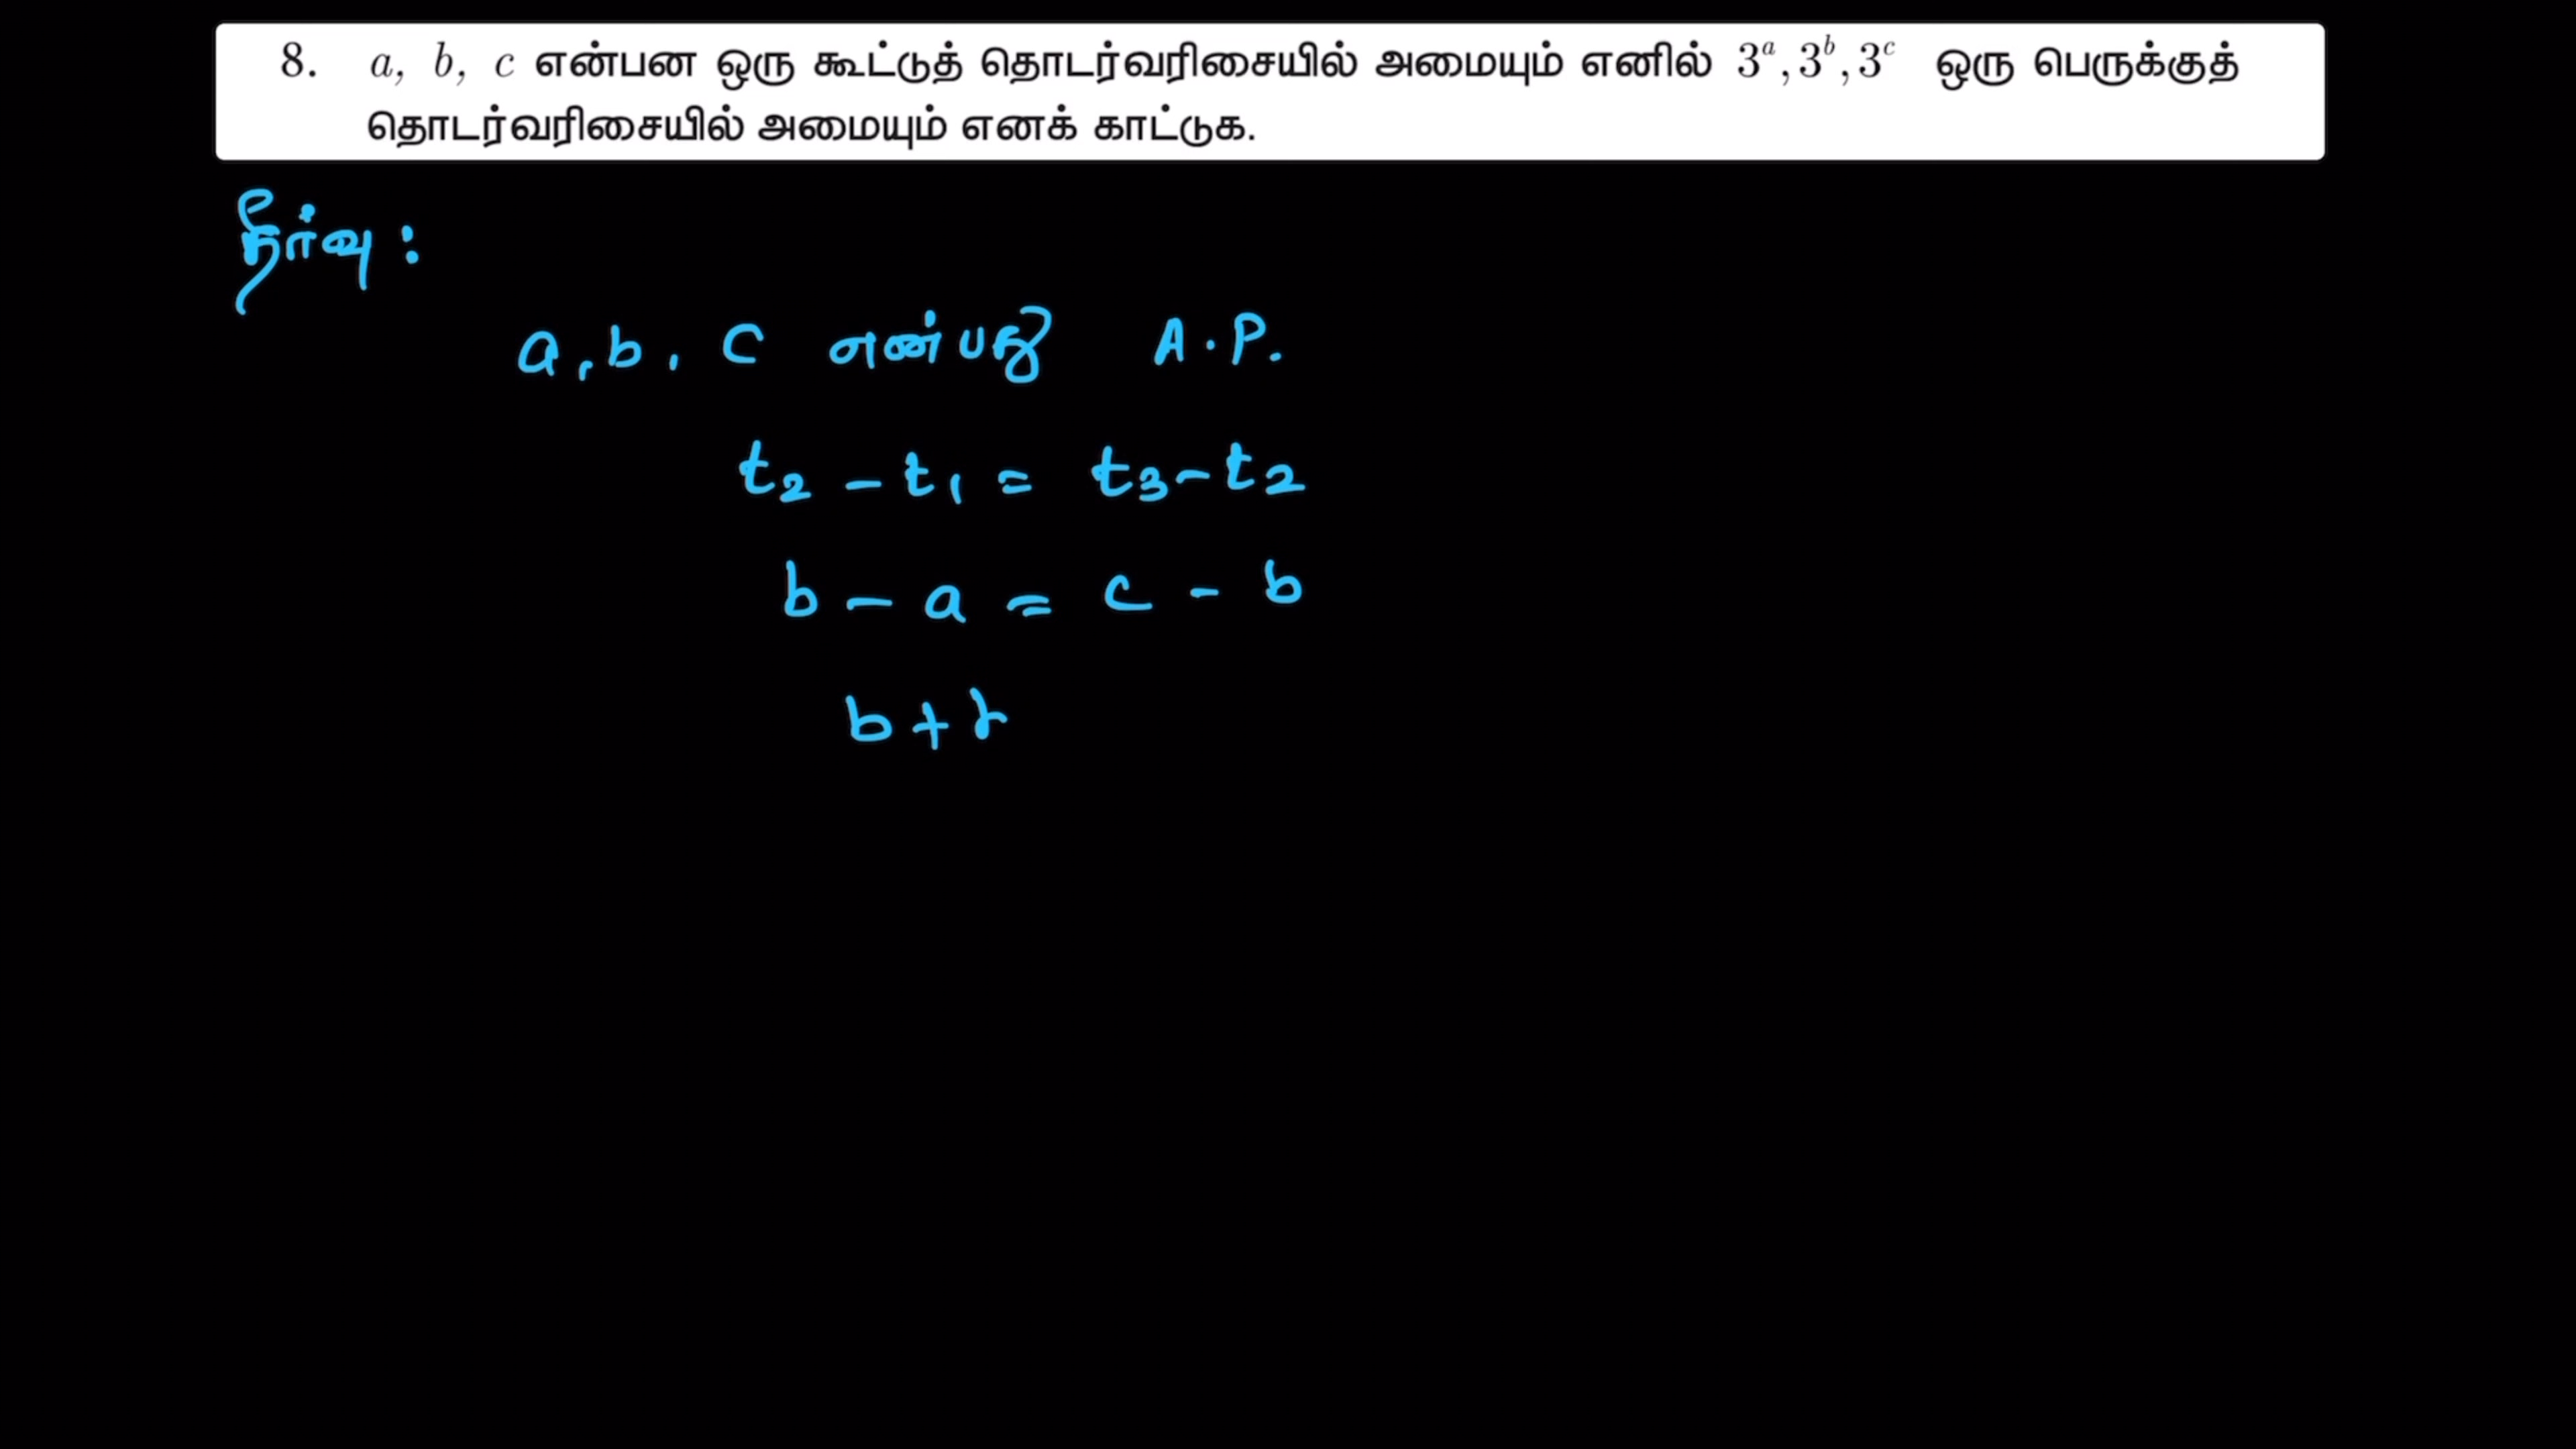 8. a, b, c என்பன ஒரு கூட்டுத் தொடர்வரிசையில் அமையும் எனில் 3^a, 3^b, 3^c ஒரு பெருக்குத்
தொடர்வரிசையில் அமையும் எனக் காட்டுக.
தீர்வு :
a, b, c என்பது A.P.
t₂ - t₁ = t₃ - t₂
b - a = c - b
b +